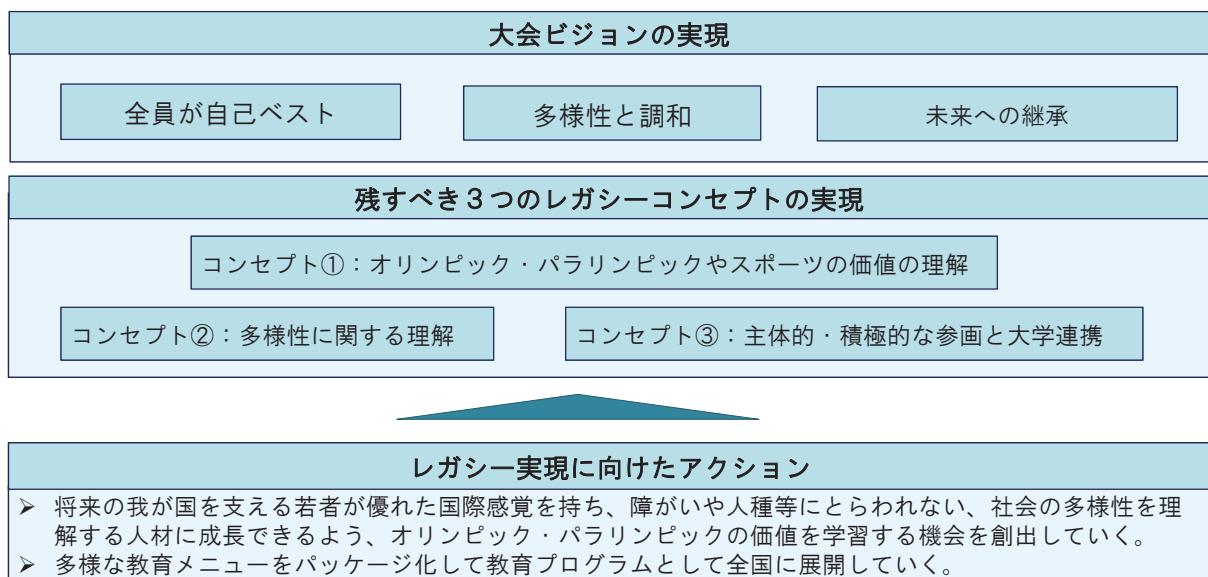 大会ビジョンの実現
全員が自己ベスト
多様性と調和
未来への継承
残すべき３つのレガシーコンセプトの実現
コンセプト①：オリンピック・パラリンピックやスポーツの価値の理解
コンセプト②：多様性に関する理解
コンセプト③：主体的・積極的な参画と大学連携
レガシー実現に向けたアクション
➢ 将来の我が国を支える若者が優れた国際感覚を持ち、障がいや人種等にとらわれない、社会の多様性を理
解する人材に成長できるよう、オリンピック・パラリンピックの価値を学習する機会を創出していく。
➢ 多様な教育メニューをパッケージ化して教育プログラムとして全国に展開していく。